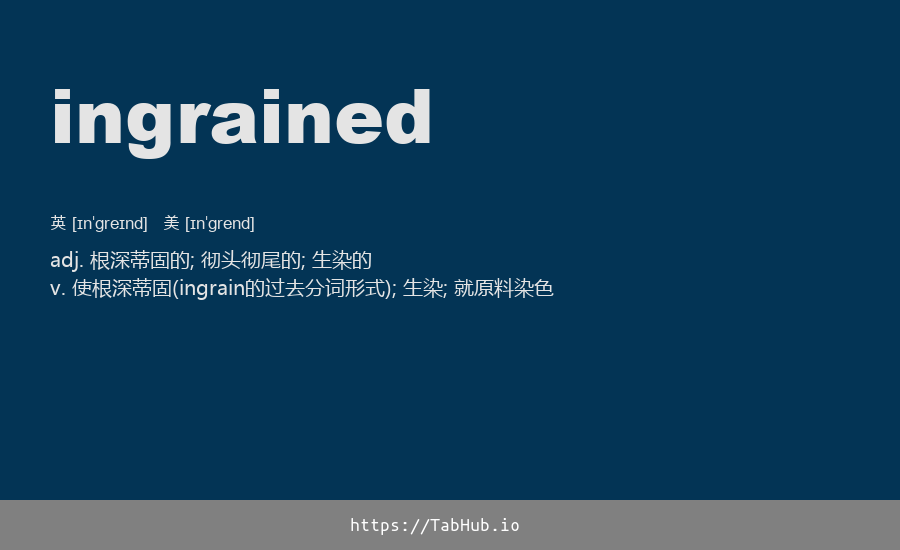 ingrained
英 [ɪn'ɡreɪnd] 美 [ɪn'ɡrend]
adj. 根深蒂固的; 彻头彻尾的; 生染的
v. 使根深蒂固(ingrain的过去分词形式); 生染; 就原料染色
https://TabHub.io